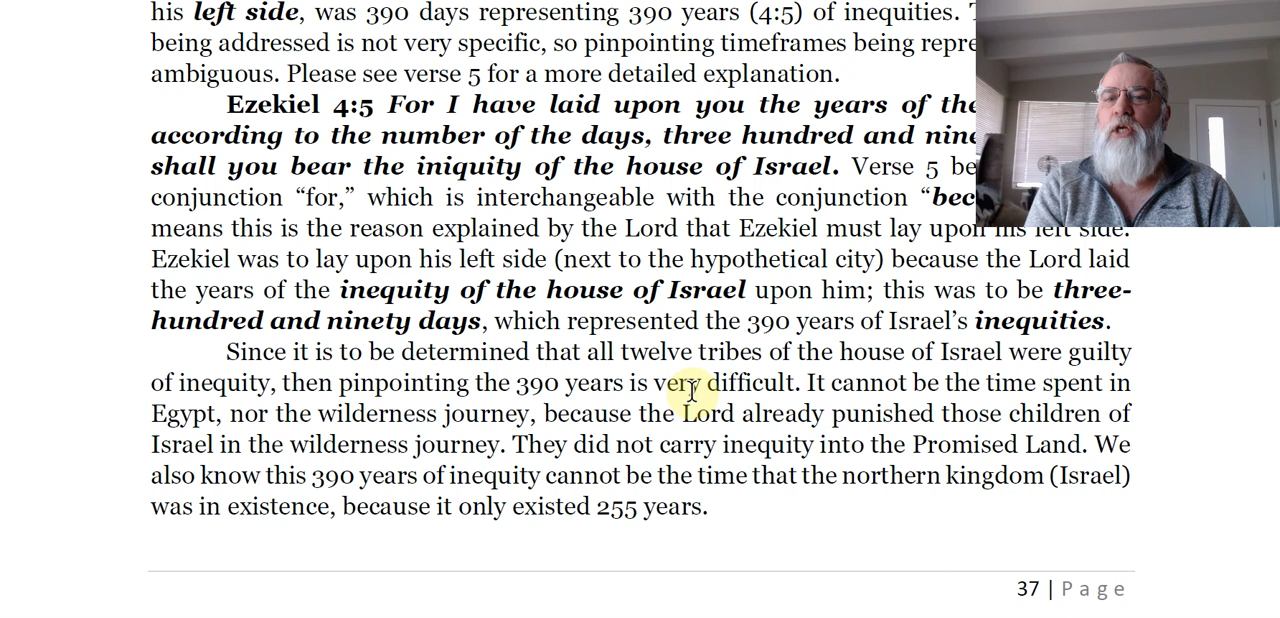 his left side, was 390 days representing 390 years (4:5) of inequities.
being addressed is not very specific, so pinpointing timeframes being
ambiguous. Please see verse 5 for a more detailed explanation.
Ezekiel 4:5 For I have laid upon you the years of
according to the number of the days, three hundred and
shall you bear the iniquity of the house of Israel. Verse 5
conjunction “for,” which is interchangeable with the conjunction
means this is the reason explained by the Lord that Ezekiel must lay upon his left side.
Ezekiel was to lay upon his left side (next to the hypothetical city) because the Lord laid
the years of the inequity of the house of Israel upon him; this was to be three-
hundred and ninety days, which represented the 390 years of Israel’s inequities.
Since it is to be determined that all twelve tribes of the house of Israel were guilty
of inequity, then pinpointing the 390 years is very difficult. It cannot be the time spent in
Egypt, nor the wilderness journey, because the Lord already punished those children of
Israel in the wilderness journey. They did not carry inequity into the Promised Land. We
also know this 390 years of inequity cannot be the time that the northern kingdom (Israel)
was in existence, because it only existed 255 years.
37 | Page